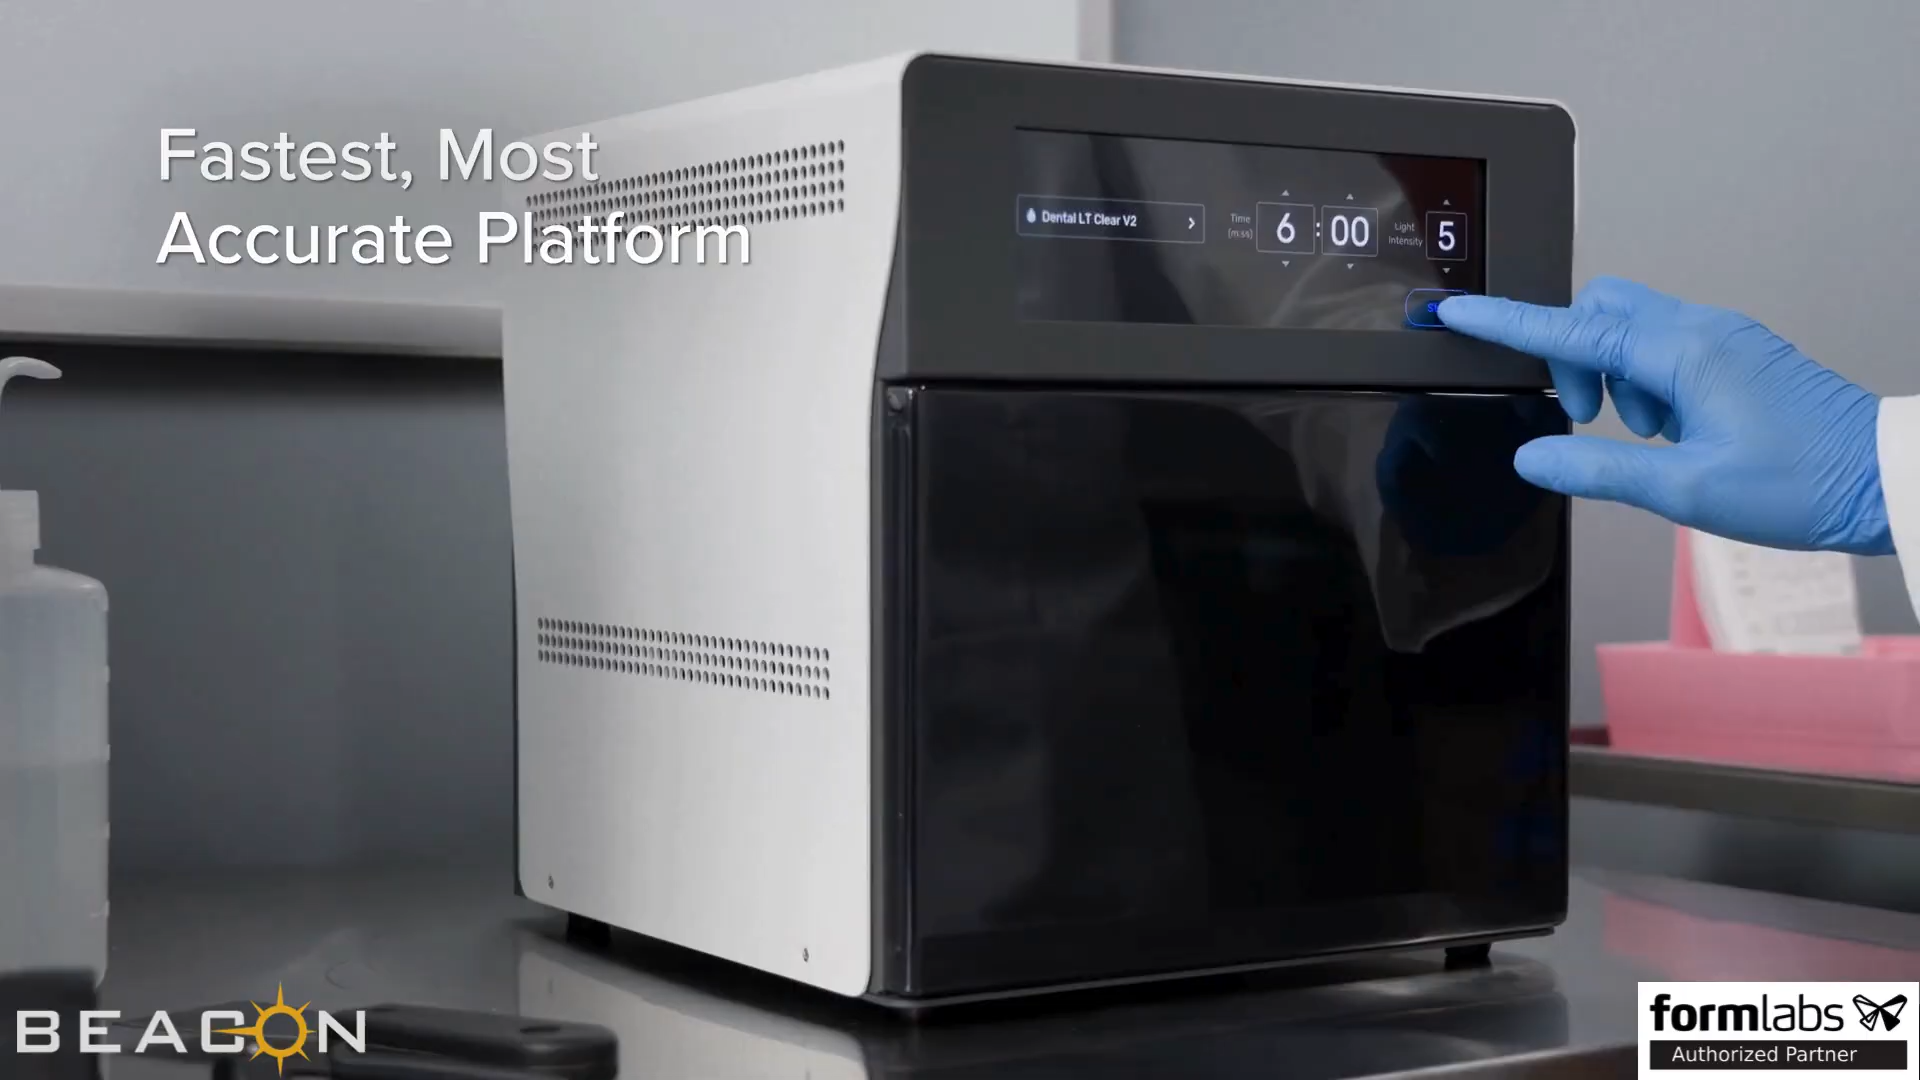 Fastest, Most
Accurate Platform
Dental LT Clear V2
Time
(m:ss)
6:00
Light
Intensity
5
BEACON
formlabs
Authorized Partner